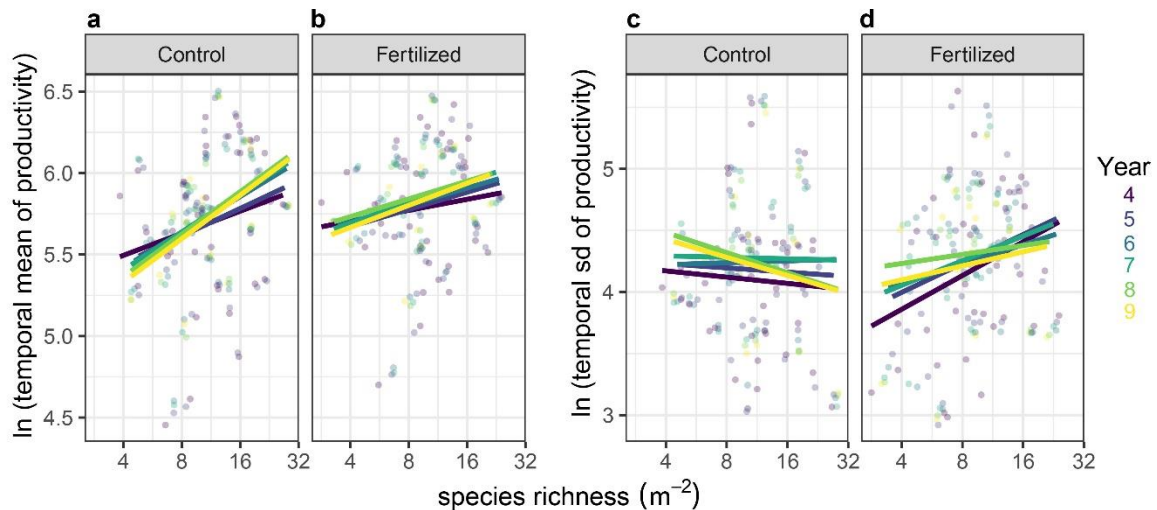 a b c d
Control Fertilized Control Fertilized
ln (temporal mean of productivity)
6.5
6.0
5.5
5.0
4.5
4 8 16 32 4 8 16 32
ln (temporal sd of productivity)
5
4
3
4 8 16 32 4 8 16 32
species richness (m⁻²)
Year
4
5
6
7
8
9